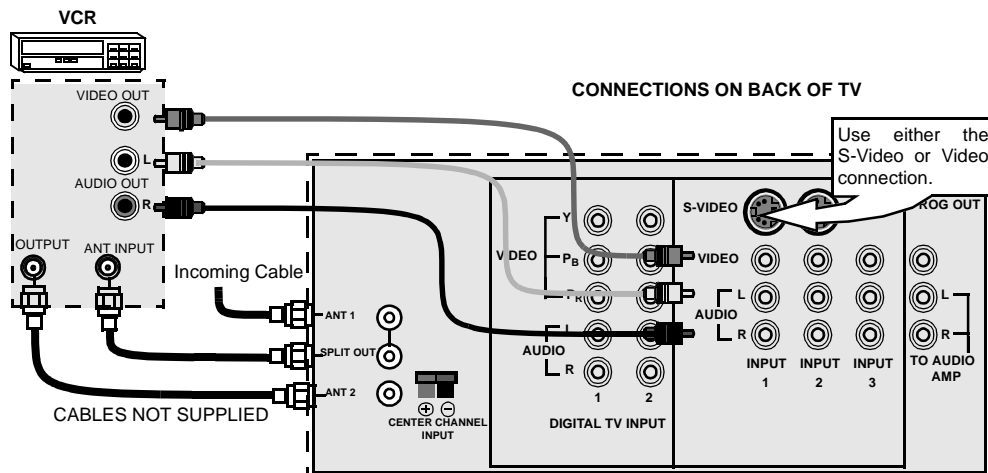 VCR
VIDEO OUT
L
AUDIO OUT
R
OUTPUT
ANT INPUT
Incoming Cable
CABLES NOT SUPPLIED
CONNECTIONS ON BACK OF TV
Use either the
S-Video or Video
connection.
ANT 1
SPLIT OUT
ANT 2
CENTER CHANNEL
INPUT
Y
VIDEO
PB
PR
L
AUDIO
R
1 2
DIGITAL TV INPUT
S-VIDEO
VIDEO
L
AUDIO
R
INPUT INPUT INPUT
1 2 3
ROG OUT
L
R
TO AUDIO
AMP